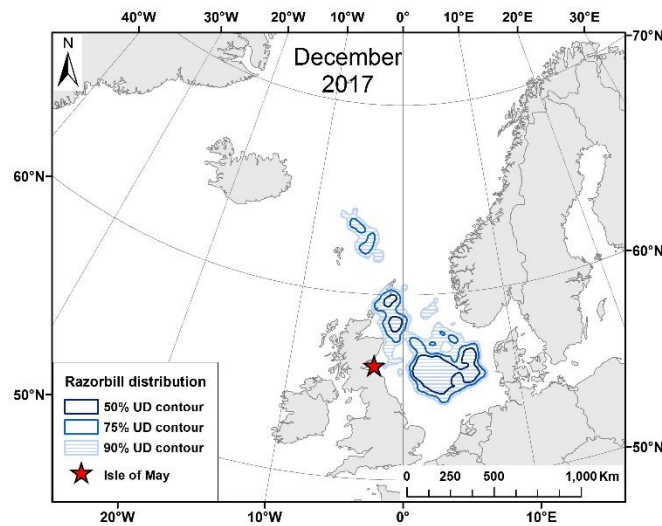 40°W 30°W 20°W 10°W 0° 10°E 20°E 30°E 35°E
70°N
N
December
2017
60°N
60°N
50°N
50°N
Razorbill distribution
50% UD contour
75% UD contour
90% UD contour
Isle of May
0 250 500 1,000 Km
20°W 10°W 0° 10°E